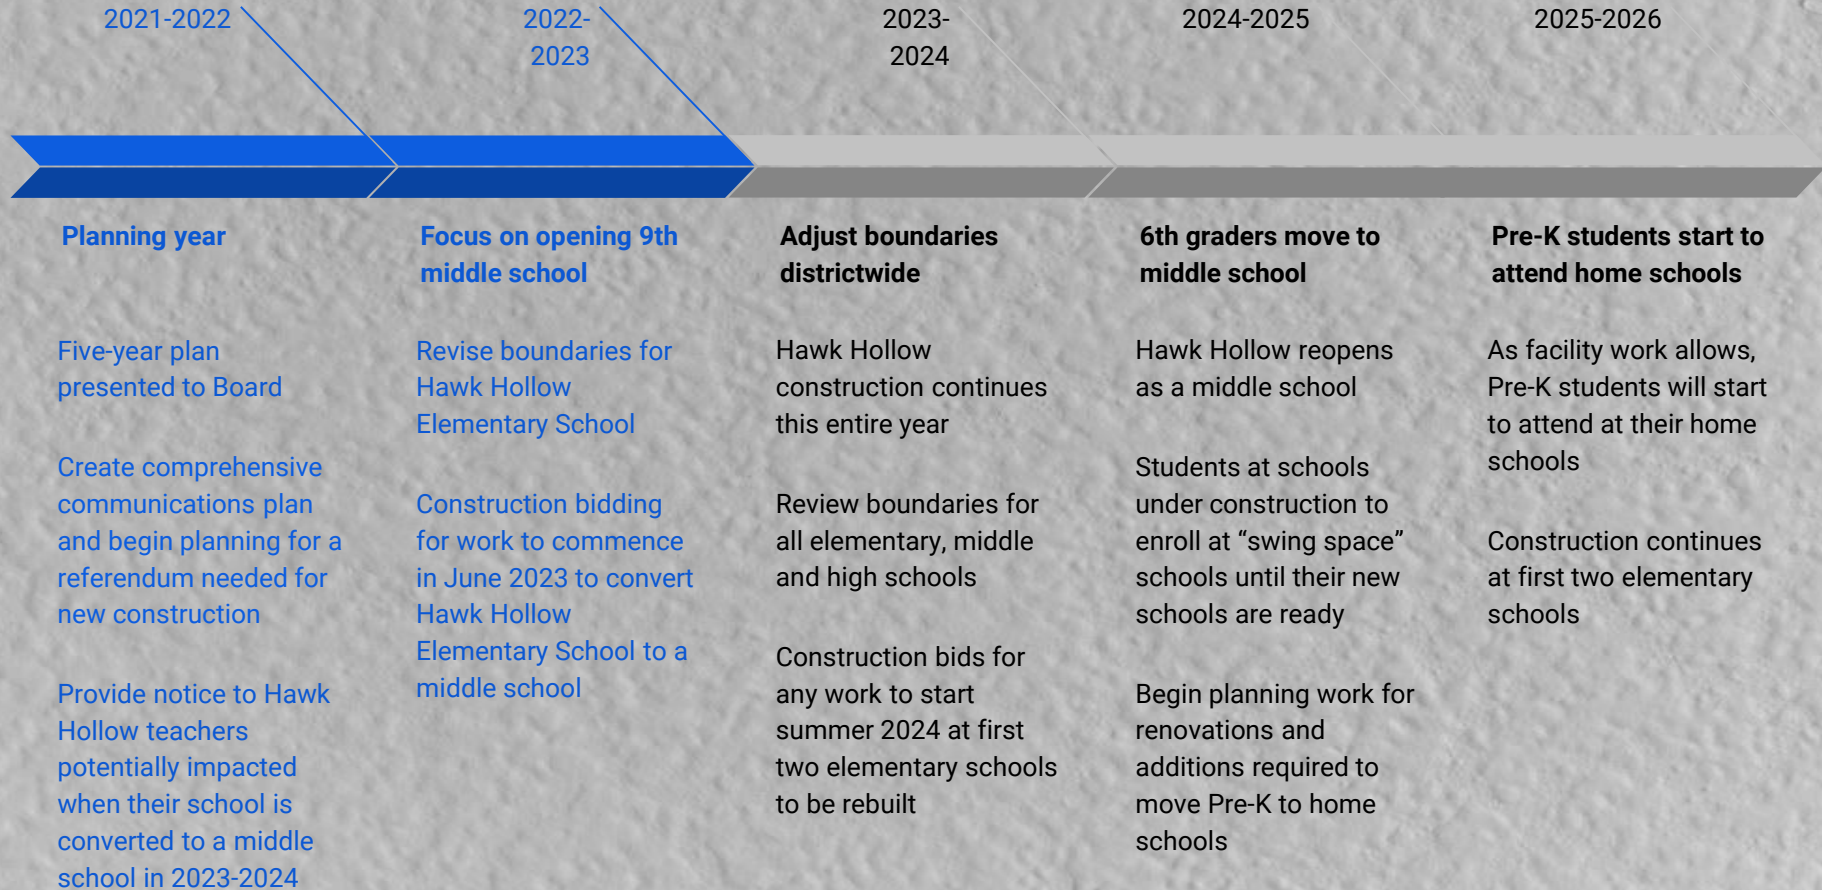 2021-2022
2022-
2023
2023-
2024
2024-2025
2025-2026
Planning year
Five-year plan
presented to Board
Create comprehensive
communications plan
and begin planning for a
referendum needed for
new construction
Provide notice to Hawk
Hollow teachers
potentially impacted
when their school is
converted to a middle
school in 2023-2024
Focus on opening 9th
middle school
Revise boundaries for
Hawk Hollow
Elementary School
Construction bidding
for work to commence
in June 2023 to convert
Hawk Hollow
Elementary School to a
middle school
Adjust boundaries
districtwide
Hawk Hollow
construction continues
this entire year
Review boundaries for
all elementary, middle
and high schools
Construction bids for
any work to start
summer 2024 at first
two elementary schools
to be rebuilt
6th graders move to
middle school
Hawk Hollow reopens
as a middle school
Students at schools
under construction to
enroll at “swing space”
schools until their new
schools are ready
Begin planning work for
renovations and
additions required to
move Pre-K to home
schools
Pre-K students start to
attend home schools
As facility work allows,
Pre-K students will start
to attend at their home
schools
Construction continues
at first two elementary
schools